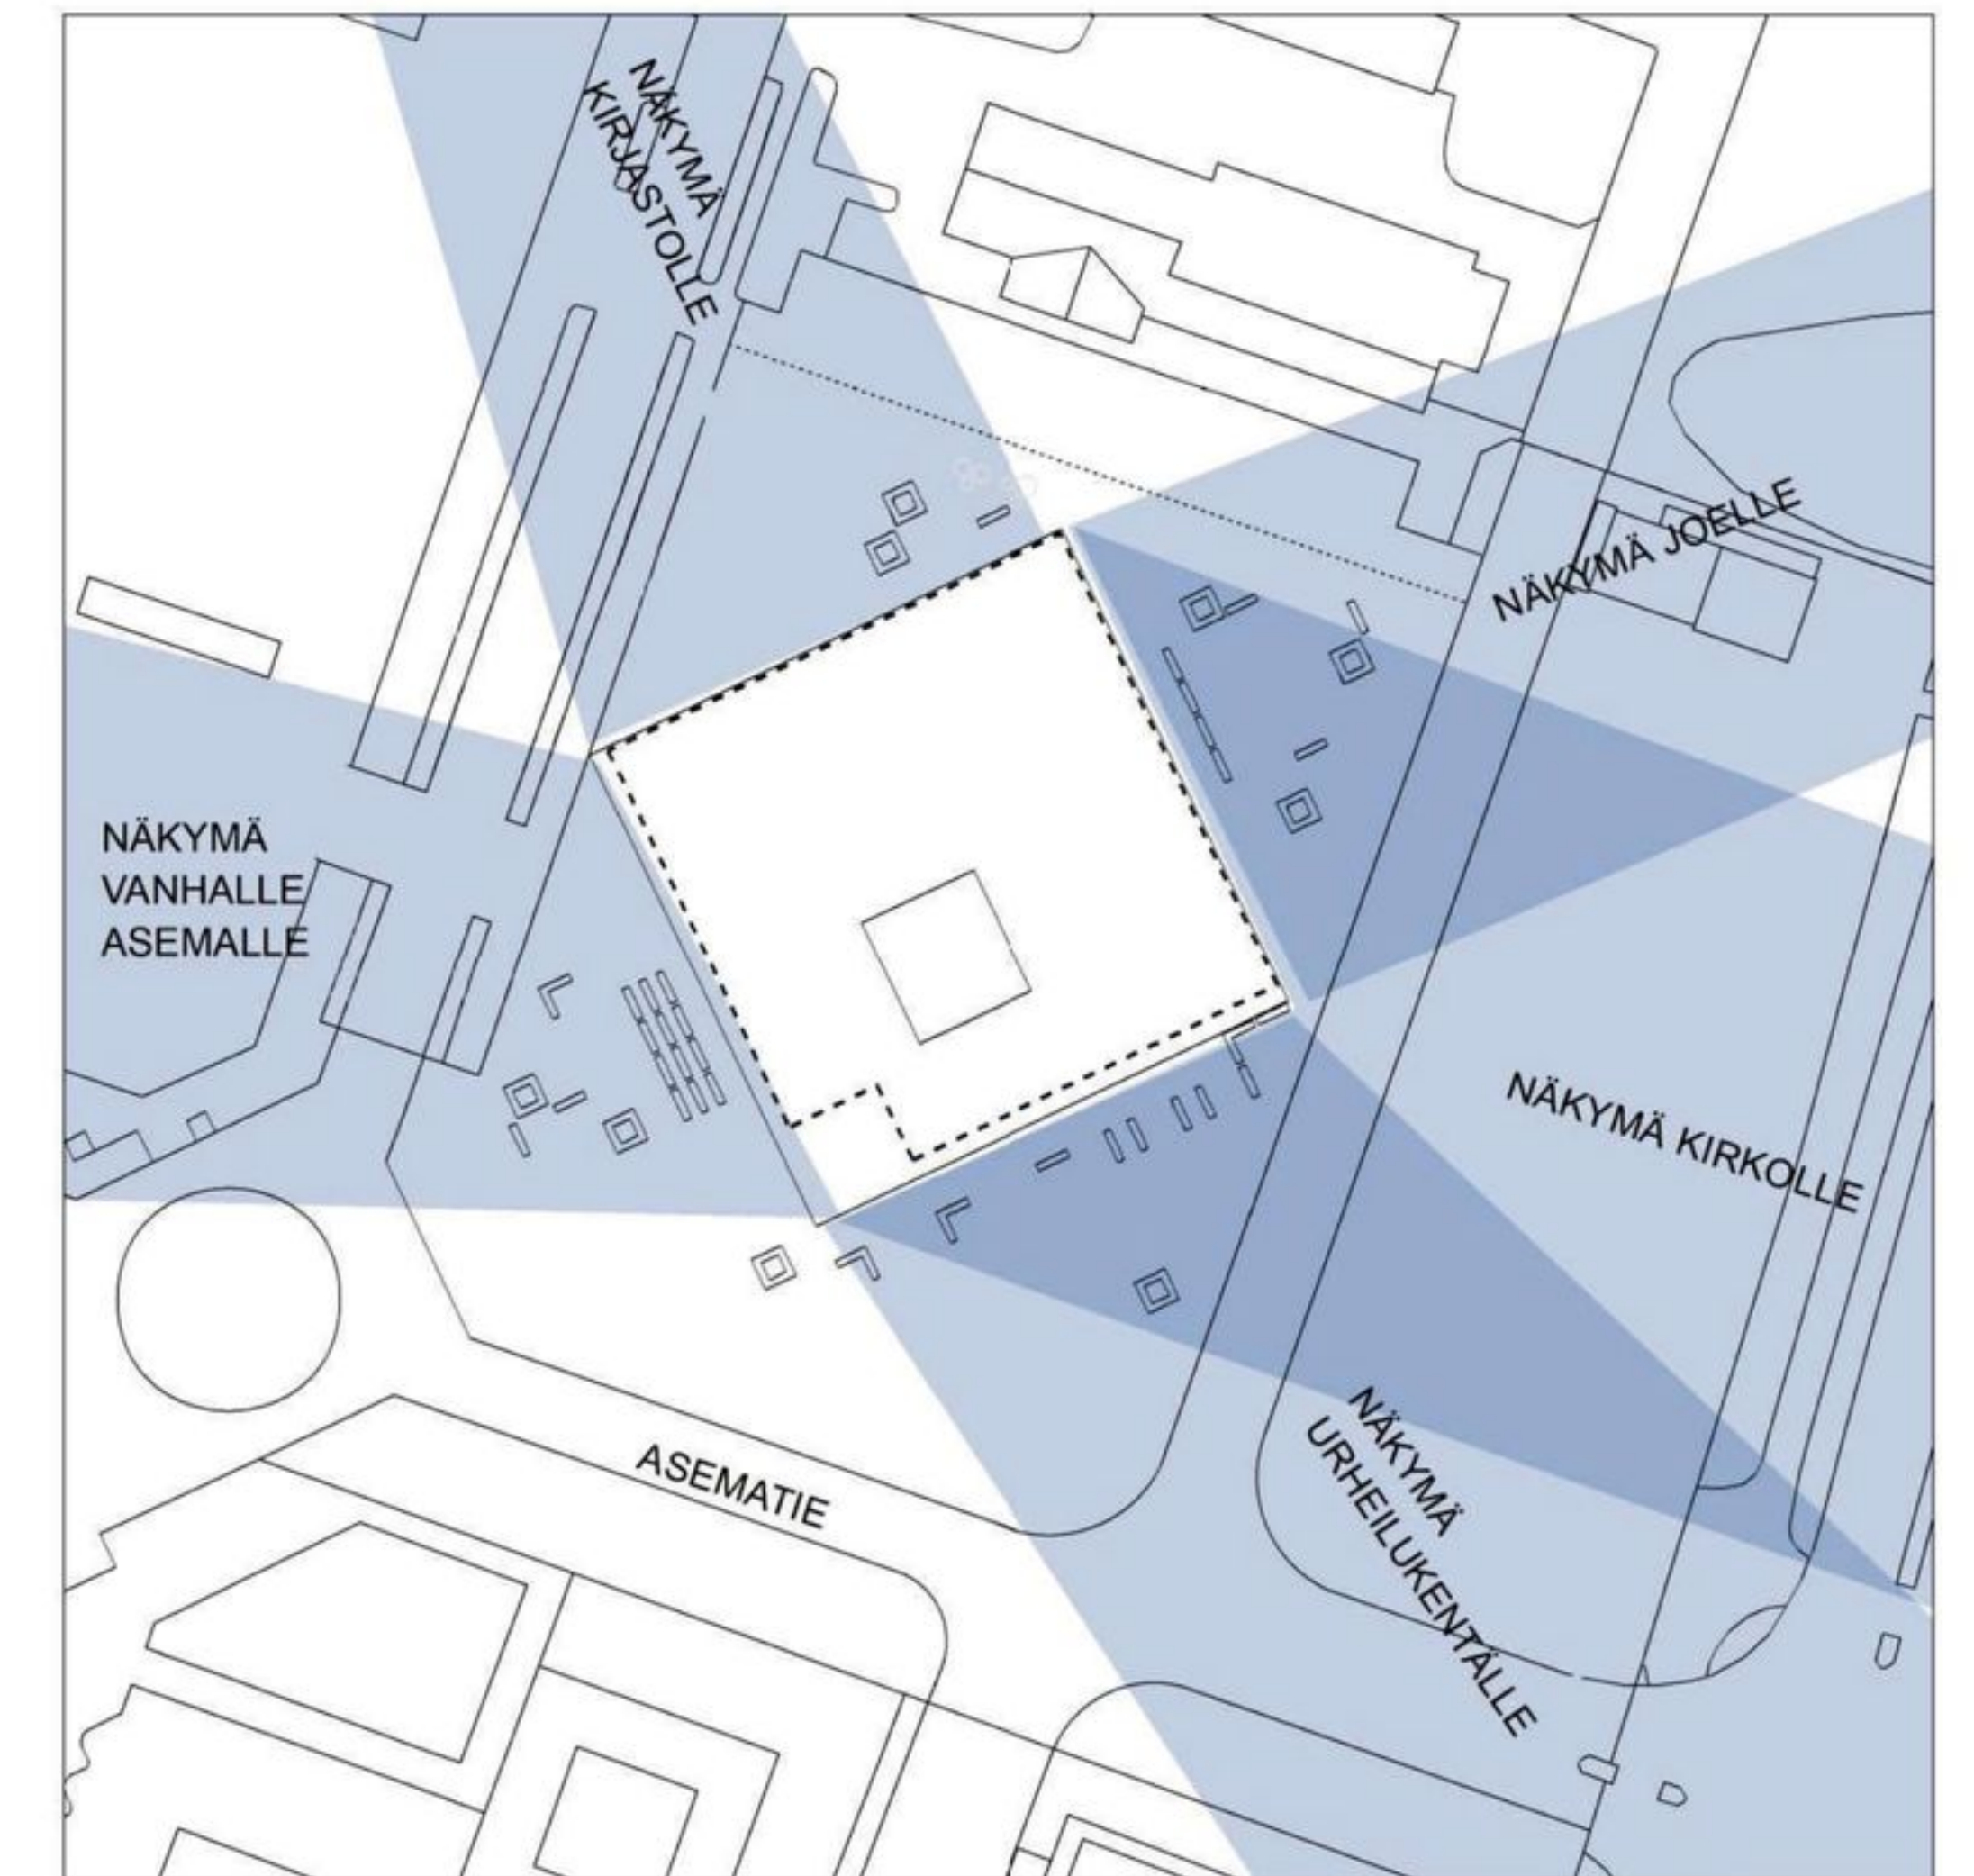 NÄKYMÄ
KIRJASTOLLE
NÄKYMÄ JOELLE
NÄKYMÄ
VANHALLE
ASEMALLE
NÄKYMÄ KIRKOLLE
NÄKYMÄ
URHEILUKENTÄLLE
ASEMATIE